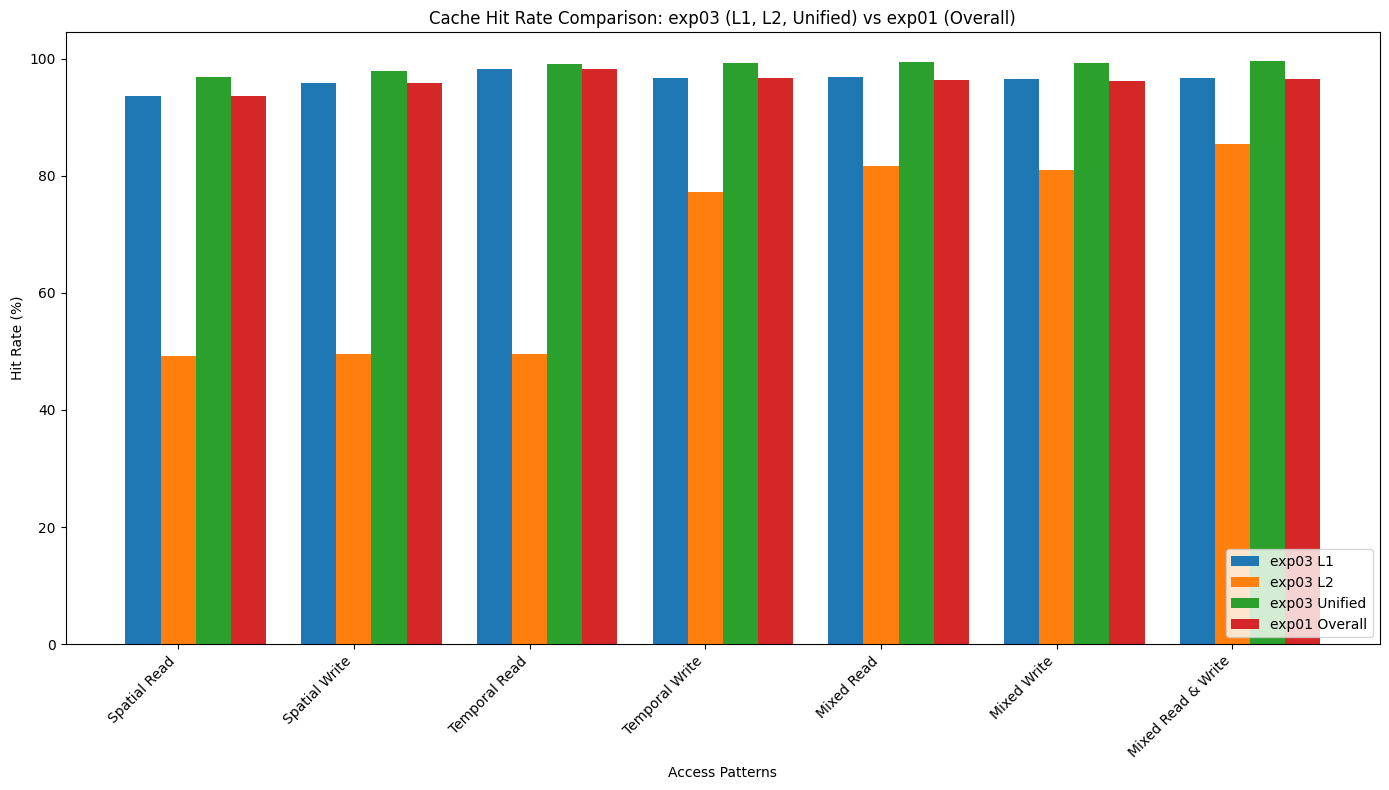 Cache Hit Rate Comparison: exp03 (L1, L2, Unified) vs exp01 (Overall)
Hit Rate (%)
100
80
60
40
20
0
exp03 L1
exp03 L2
exp03 Unified
exp01 Overall
Spatial Read
Spatial Write
Temporal Read
Temporal Write
Mixed Read
Mixed Write
Mixed Read & Write
Access Patterns